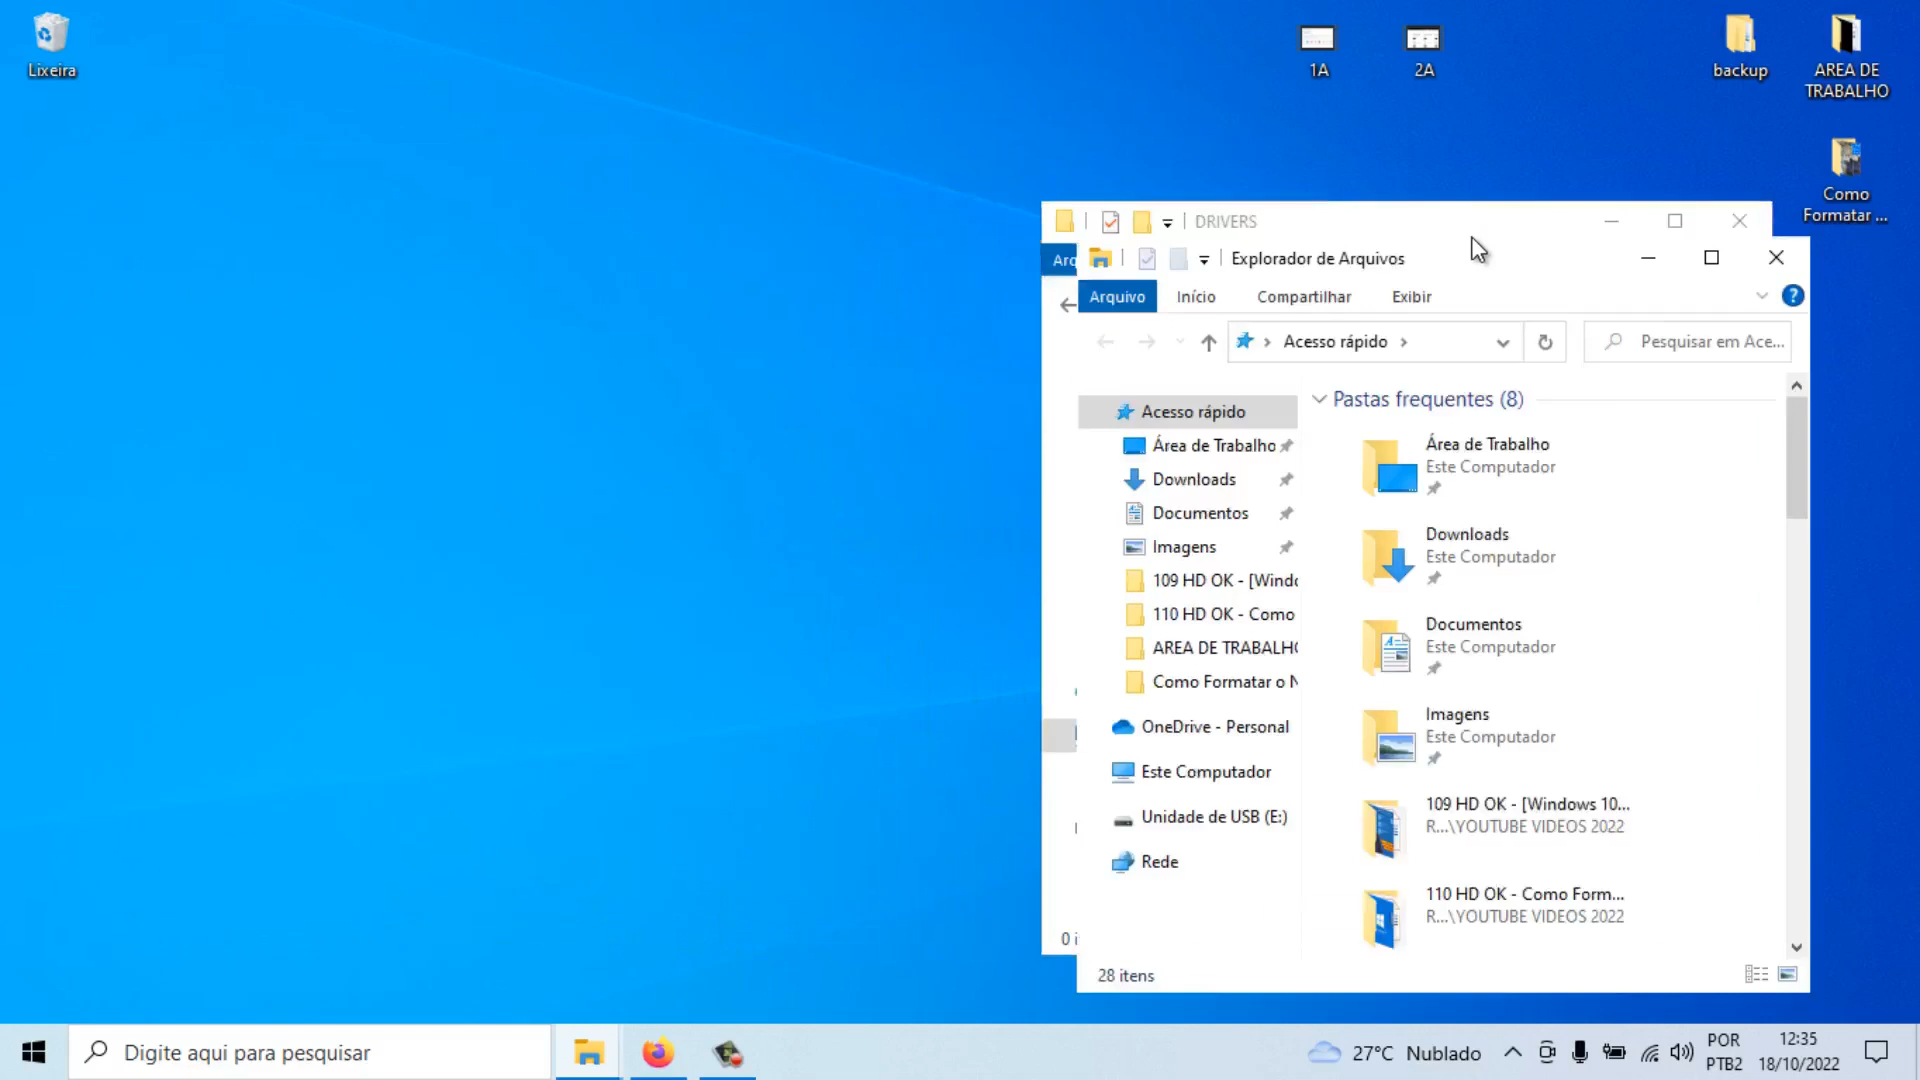 Lixeira
1A
2A
backup
AREA DE
TRABALHO
Como
Formatar ...
DRIVERS
Arq
Explorador de Arquivos
Arquivo
Início
Compartilhar
Exibir
Acesso rápido
Pesquisar em Ace...
Acesso rápido
Área de Trabalho
Downloads
Documentos
Imagens
109 HD OK - [Windo
110 HD OK - Como
AREA DE TRABALHO
Como Formatar o N
OneDrive - Personal
Este Computador
Unidade de USB (E:)
Rede
Pastas frequentes (8)
Área de Trabalho
Este Computador
Downloads
Este Computador
Documentos
Este Computador
Imagens
Este Computador
109 HD OK - [Windows 10...
R...\YOUTUBE VIDEOS 2022
110 HD OK - Como Form...
R...\YOUTUBE VIDEOS 2022
0 i
28 itens
Digite aqui para pesquisar
27°C Nublado
POR
PTB2
12:35
18/10/2022